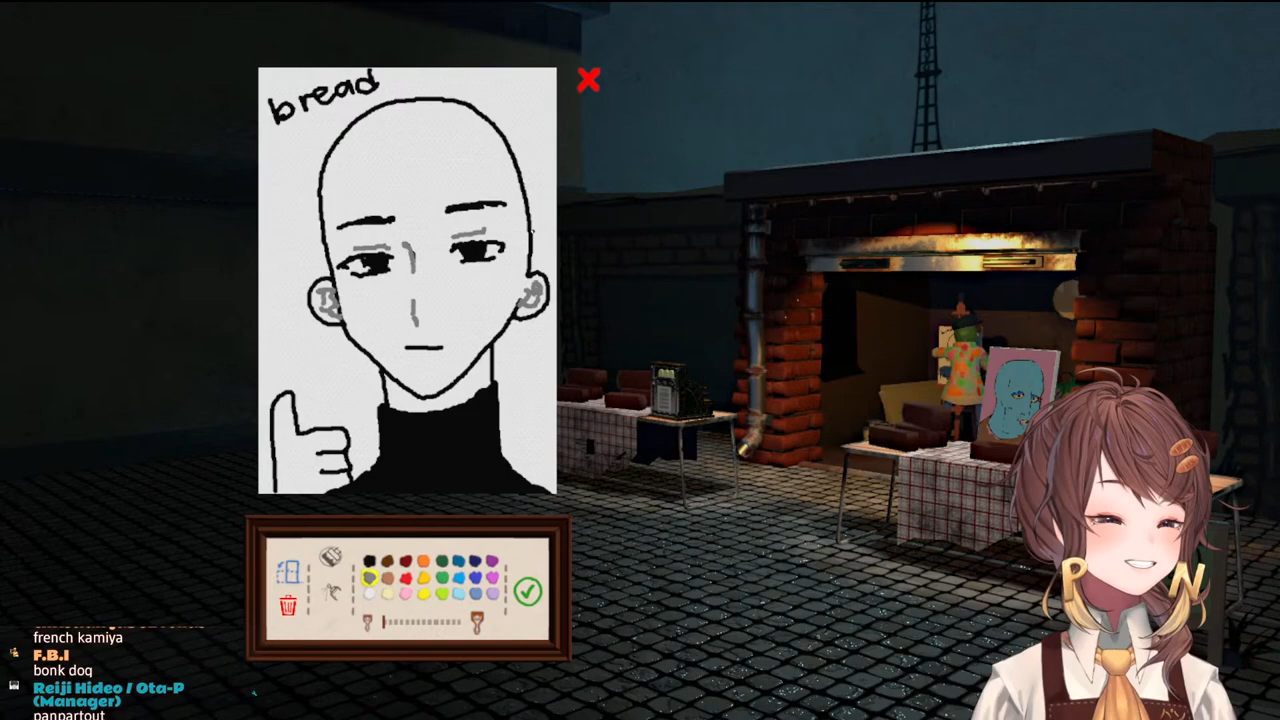 bread
french kamiya
F.B.I
bonk dog
Reiji Hideo / Ota-P
(Manager)
panpartout
P N